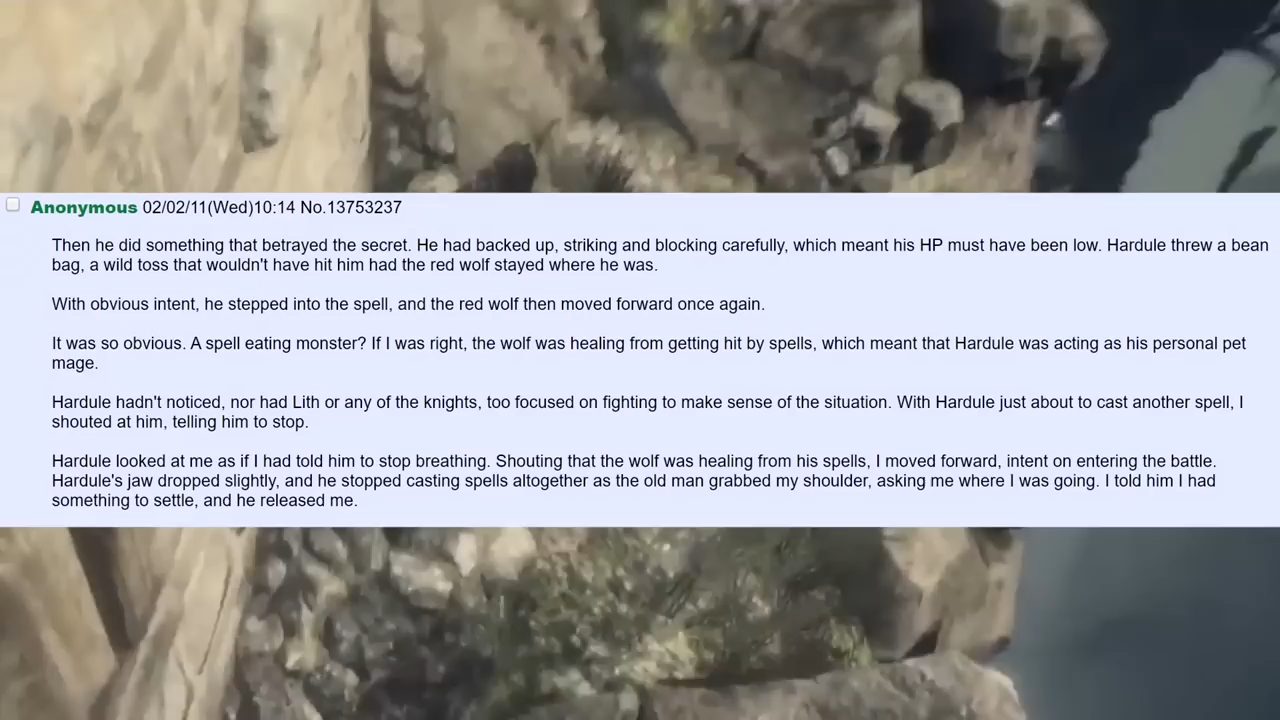 Anonymous 02/02/11(Wed)10:14 No.13753237
Then he did something that betrayed the secret. He had backed up, striking and blocking carefully, which meant his HP must have been low. Hardule threw a bean
bag, a wild toss that wouldn't have hit him had the red wolf stayed where he was.
With obvious intent, he stepped into the spell, and the red wolf then moved forward once again.
It was so obvious. A spell eating monster? If I was right, the wolf was healing from getting hit by spells, which meant that Hardule was acting as his personal pet
mage.
Hardule hadn't noticed, nor had Lith or any of the knights, too focused on fighting to make sense of the situation. With Hardule just about to cast another spell, I
shouted at him, telling him to stop.
Hardule looked at me as if I had told him to stop breathing. Shouting that the wolf was healing from his spells, I moved forward, intent on entering the battle.
Hardule's jaw dropped slightly, and he stopped casting spells altogether as the old man grabbed my shoulder, asking me where I was going. I told him I had
something to settle, and he released me.